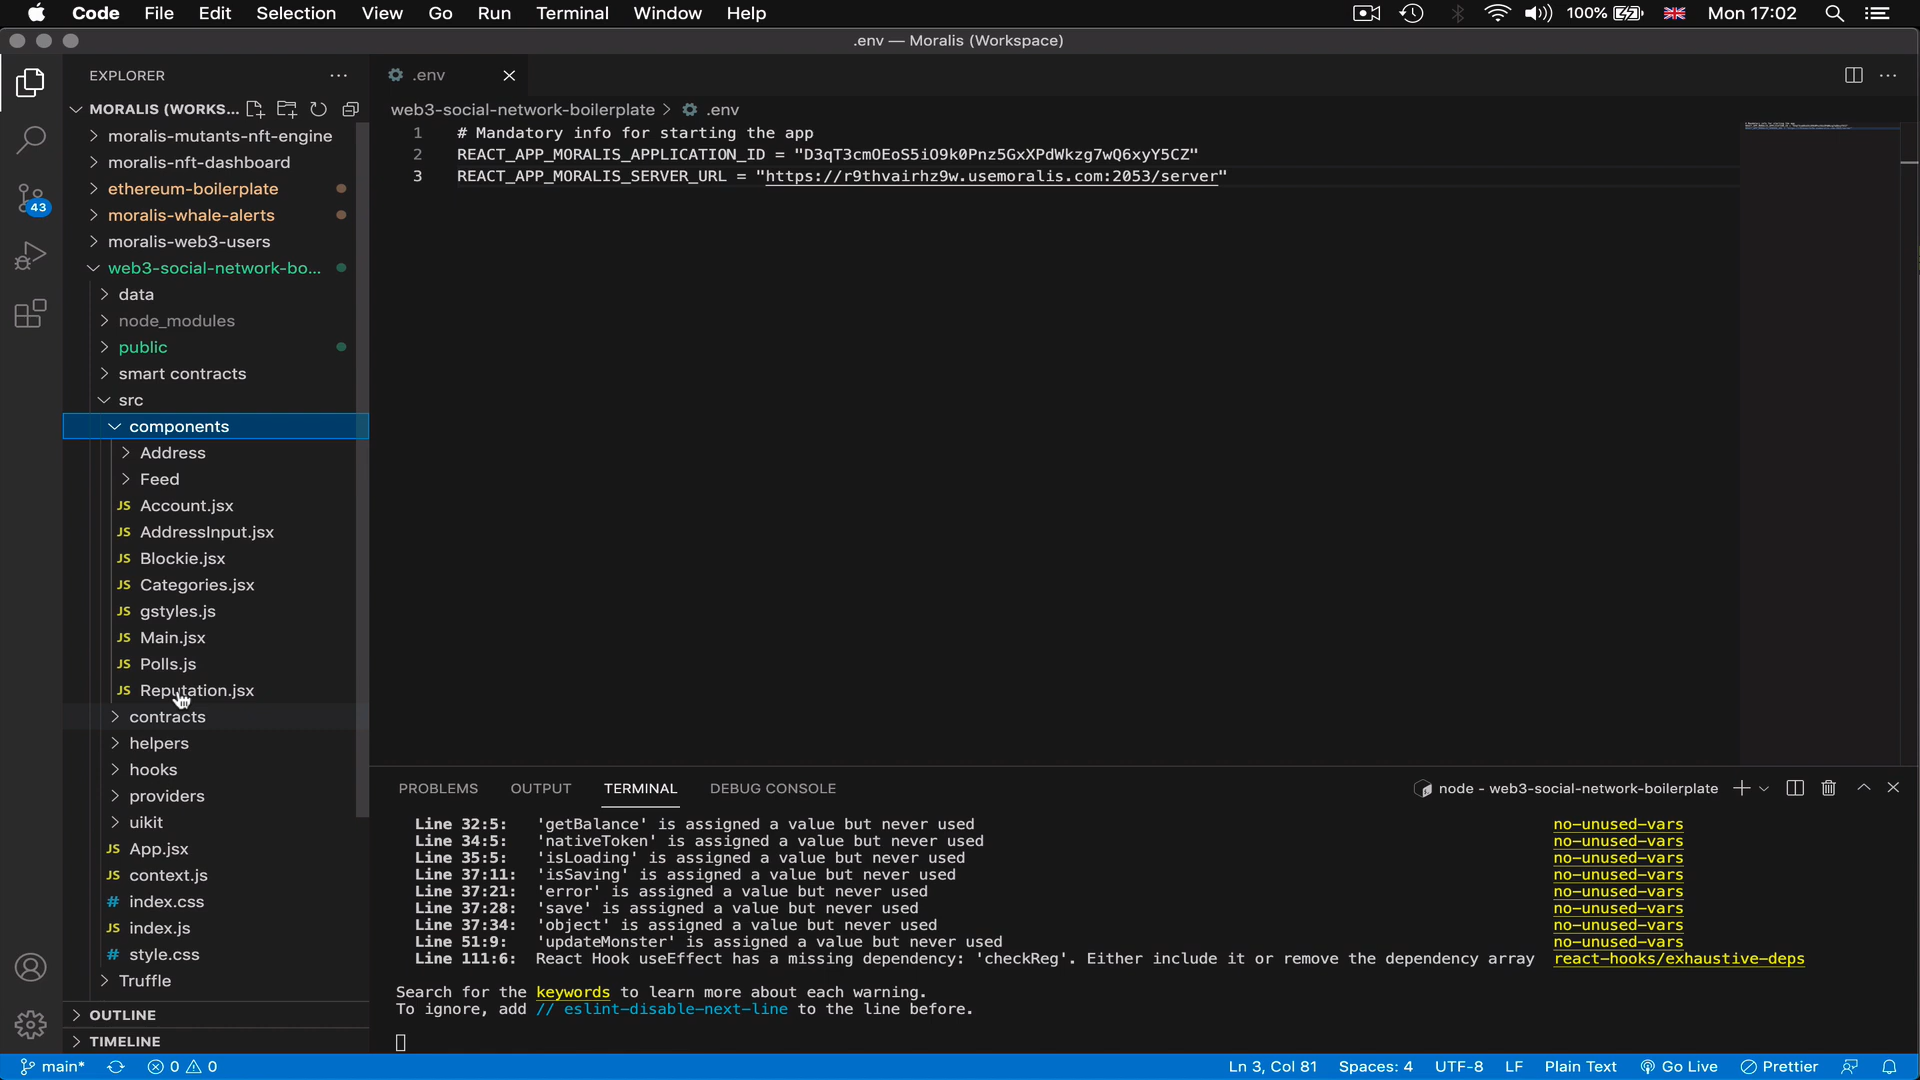 Code File Edit Selection View Go Run Terminal Window Help
100% Mon 17:02
.env — Moralis (Workspace)
EXPLORER
MORALIS (WORKS...
moralis-mutants-nft-engine
moralis-nft-dashboard
ethereum-boilerplate
moralis-whale-alerts
moralis-web3-users
web3-social-network-bo...
data
node_modules
public
smart contracts
src
components
Address
Feed
JS Account.jsx
JS AddressInput.jsx
JS Blockie.jsx
JS Categories.jsx
JS gstyles.js
JS Main.jsx
JS Polls.js
JS Reputation.jsx
contracts
helpers
hooks
providers
uikit
JS App.jsx
JS context.js
# index.css
JS index.js
# style.css
Truffle
OUTLINE
TIMELINE
43
.env
web3-social-network-boilerplate > .env
1 # Mandatory info for starting the app
2 REACT_APP_MORALIS_APPLICATION_ID = "D3qT3cmOEoS5iO9k0Pnz5GxXPdWkzg7wQ6xyY5CZ"
3 REACT_APP_MORALIS_SERVER_URL = "https://r9thvairhz9w.usemoralis.com:2053/server"
PROBLEMS OUTPUT TERMINAL DEBUG CONSOLE
node - web3-social-network-boilerplate
Line 32:5: 'getBalance' is assigned a value but never used no-unused-vars
Line 34:5: 'nativeToken' is assigned a value but never used no-unused-vars
Line 35:5: 'isLoading' is assigned a value but never used no-unused-vars
Line 37:11: 'isSaving' is assigned a value but never used no-unused-vars
Line 37:21: 'error' is assigned a value but never used no-unused-vars
Line 37:28: 'save' is assigned a value but never used no-unused-vars
Line 37:34: 'object' is assigned a value but never used no-unused-vars
Line 51:9: 'updateMonster' is assigned a value but never used no-unused-vars
Line 111:6: React Hook useEffect has a missing dependency: 'checkReg'. Either include it or remove the dependency array react-hooks/exhaustive-deps
Search for the keywords to learn more about each warning.
To ignore, add // eslint-disable-next-line to the line before.
main* 0 0
Ln 3, Col 81 Spaces: 4 UTF-8 LF Plain Text Go Live Prettier